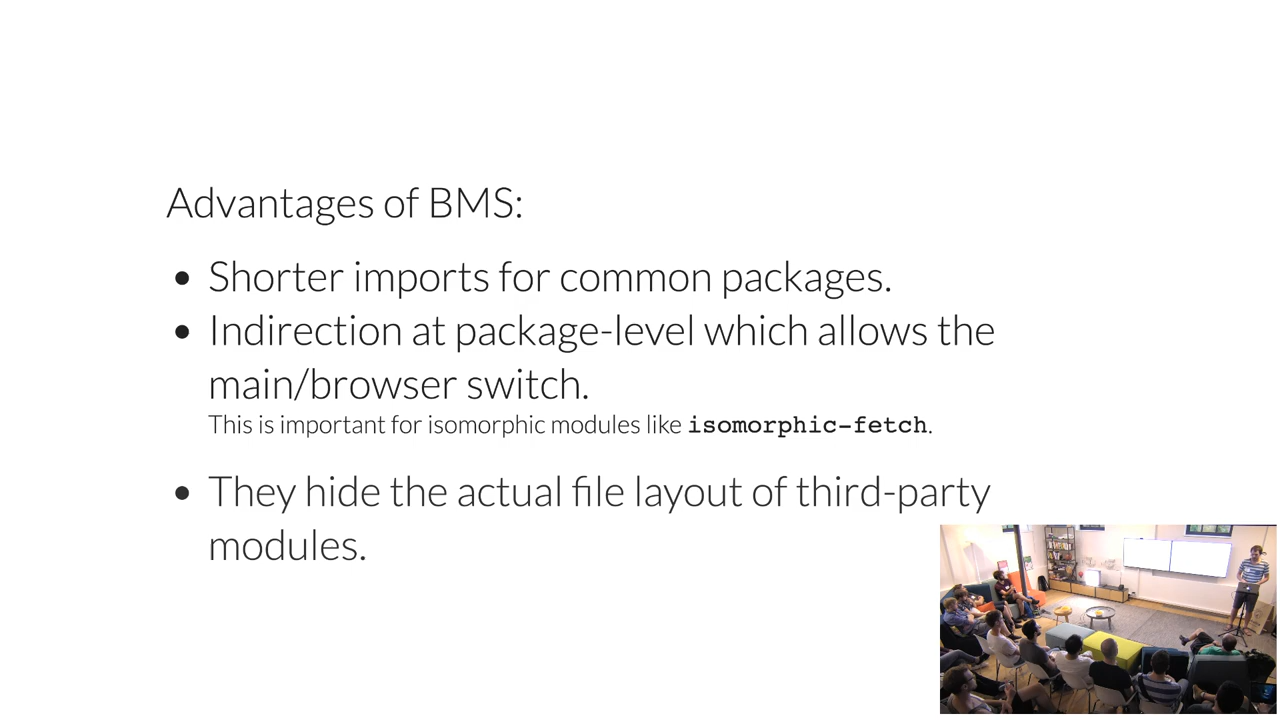 Advantages of BMS:
• Shorter imports for common packages.
• Indirection at package-level which allows the
main/browser switch.
This is important for isomorphic modules like isomorphic-fetch.
• They hide the actual file layout of third-party
modules.